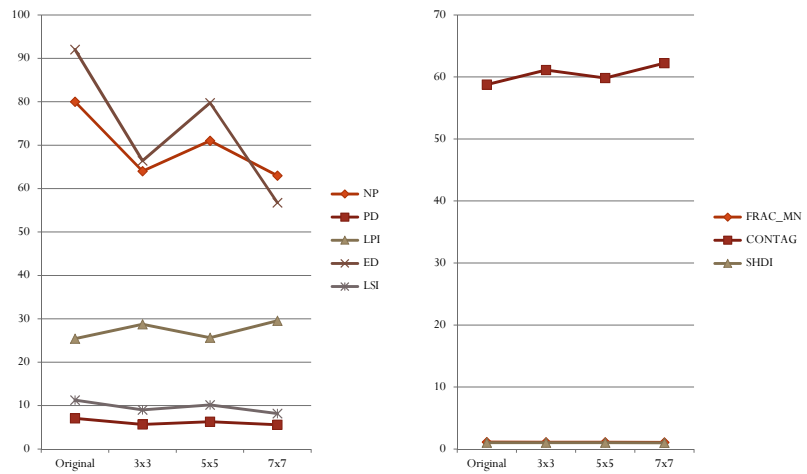 100
90
80
70
60
50
40
30
20
10
0
Original 3x3 5x5 7x7
NP
PD
LPI
ED
LSI
70
60
50
40
30
20
10
0
Original 3x3 5x5 7x7
FRAC_MN
CONTAG
SHDI